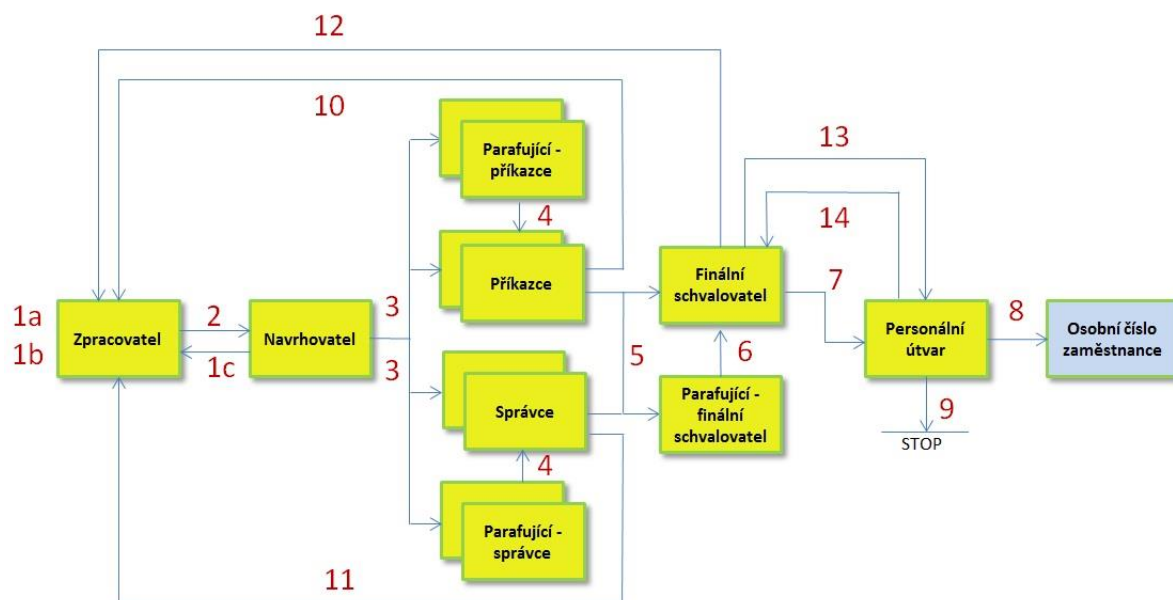 12
10
13
Parafující -
příkazce
4
14
Příkazce
Finální
schvalovatel
7
1a
1b
Zpracovatel
2
1c
Navrhovatel
3
3
5
6
Personální
útvar
8
Osobní číslo
zaměstnance
Správce
Parafující -
finální
schvalovatel
9
STOP
4
Parafující -
správce
11